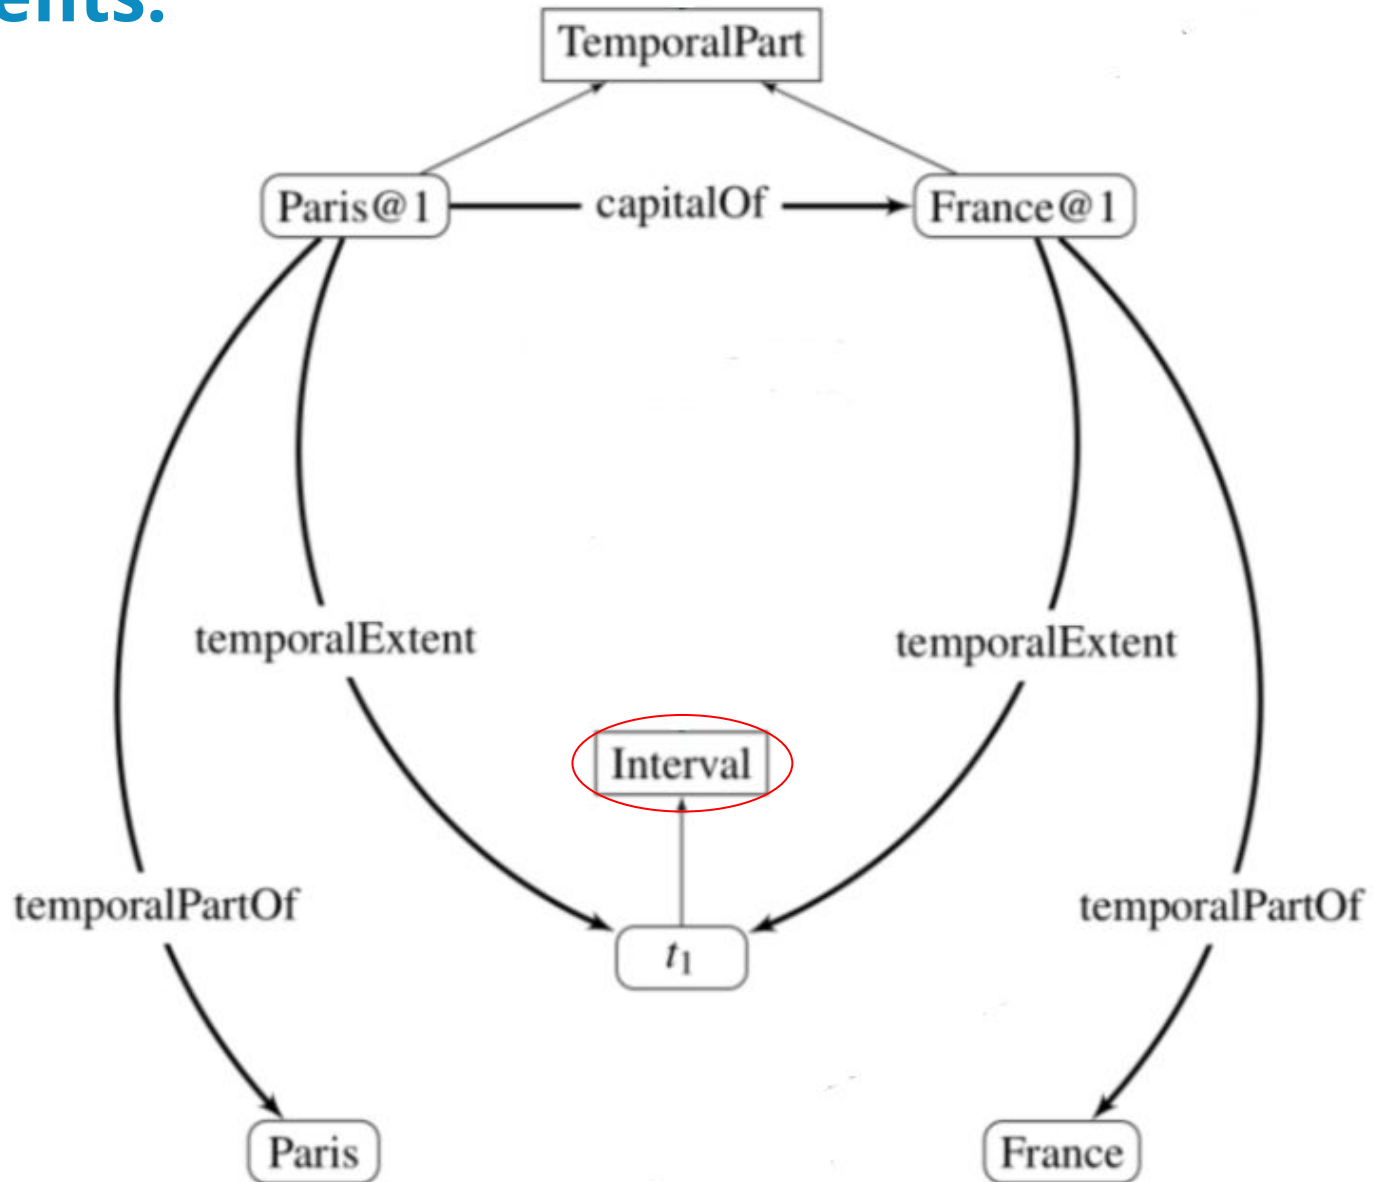 ents.
TemporalPart
Paris@1
capitalOf
France@1
temporalExtent
temporalExtent
Interval
temporalPartOf
temporalPartOf
t1
Paris
France